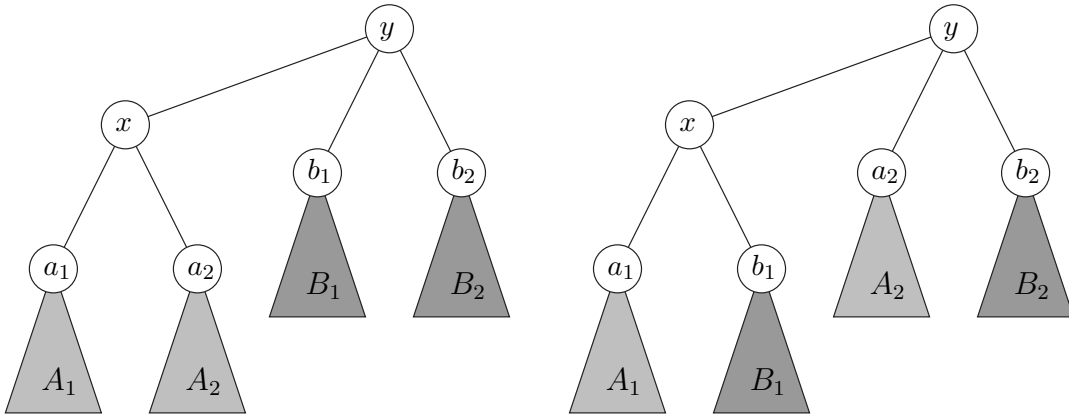 y y
x x
b₁ b₂ a₂ b₂
a₁ a₂ a₁ b₁
B₁ B₂ A₂ B₂
A₁ A₂ A₁ B₁